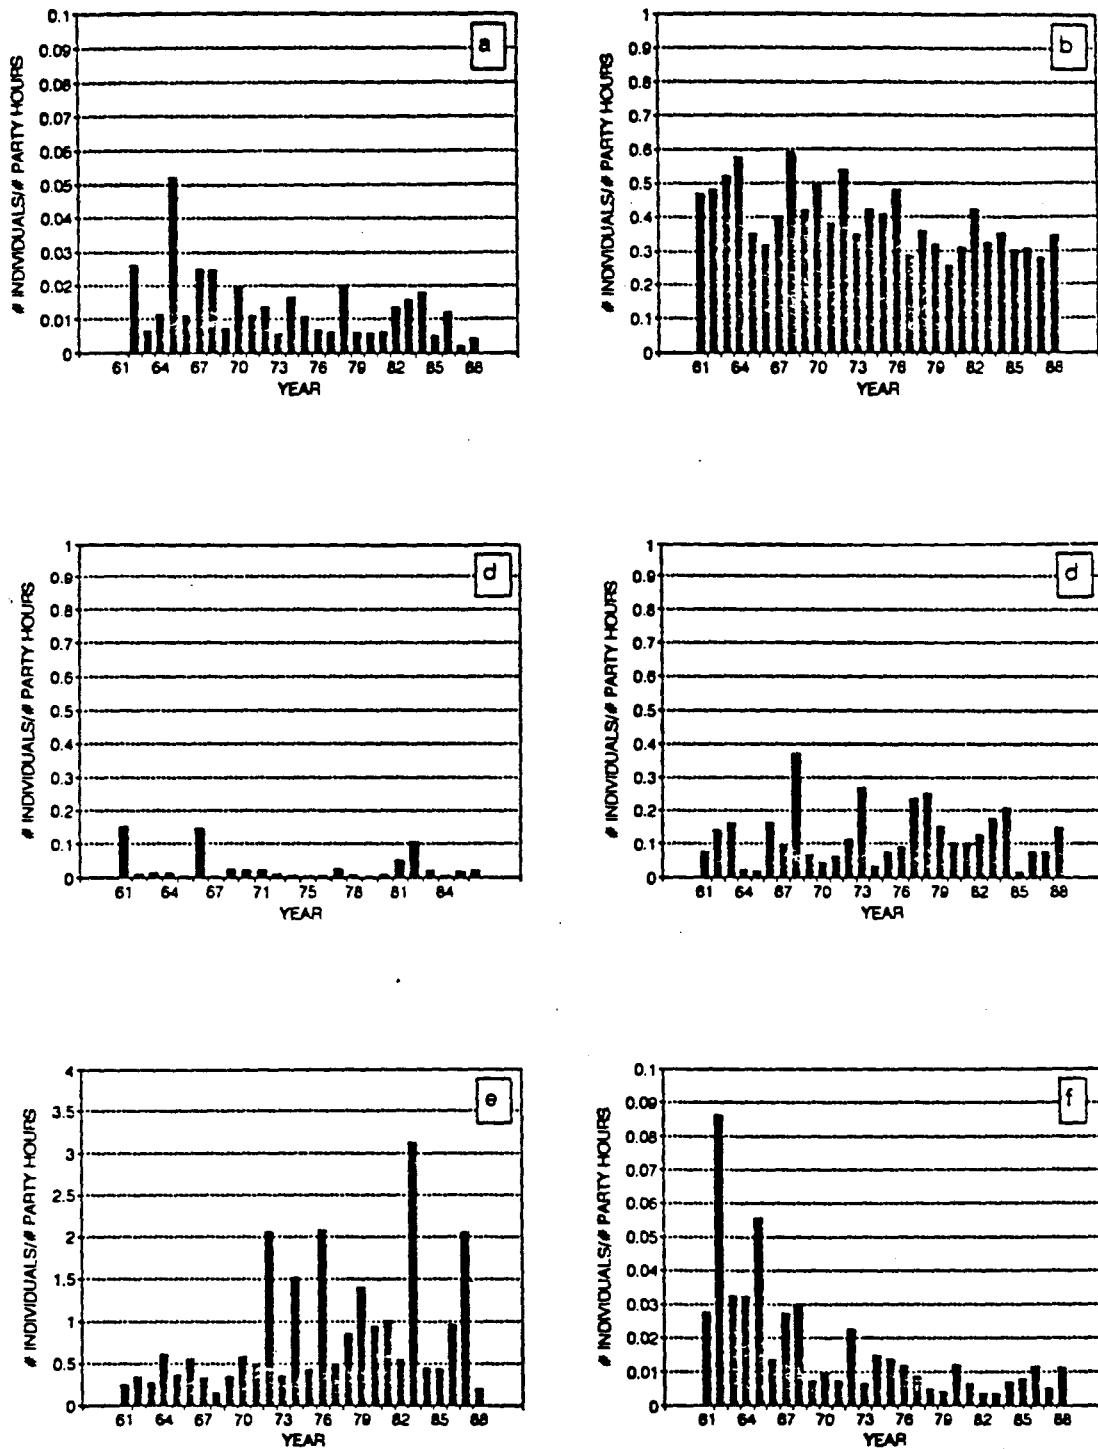 a
# INDIVIDUALS/# PARTY HOURS
0.1
0.09
0.08
0.07
0.06
0.05
0.04
0.03
0.02
0.01
0
61 64 67 70 73 76 79 82 85 88
YEAR
b
# INDIVIDUALS/# PARTY HOURS
1
0.9
0.8
0.7
0.6
0.5
0.4
0.3
0.2
0.1
0
61 64 67 70 73 76 79 82 85 88
YEAR
d
# INDIVIDUALS/# PARTY HOURS
1
0.9
0.8
0.7
0.6
0.5
0.4
0.3
0.2
0.1
0
61 64 67 71 75 78 81 84
YEAR
d
# INDIVIDUALS/# PARTY HOURS
1
0.9
0.8
0.7
0.6
0.5
0.4
0.3
0.2
0.1
0
61 64 67 70 73 76 79 82 85 88
YEAR
e
# INDIVIDUALS/# PARTY HOURS
4
3.5
3
2.5
2
1.5
1
0.5
0
61 64 67 70 73 76 79 82 85 88
YEAR
f
# INDIVIDUALS/# PARTY HOURS
0.1
0.09
0.08
0.07
0.06
0.05
0.04
0.03
0.02
0.01
0
61 64 67 70 73 76 79 82 85 88
YEAR